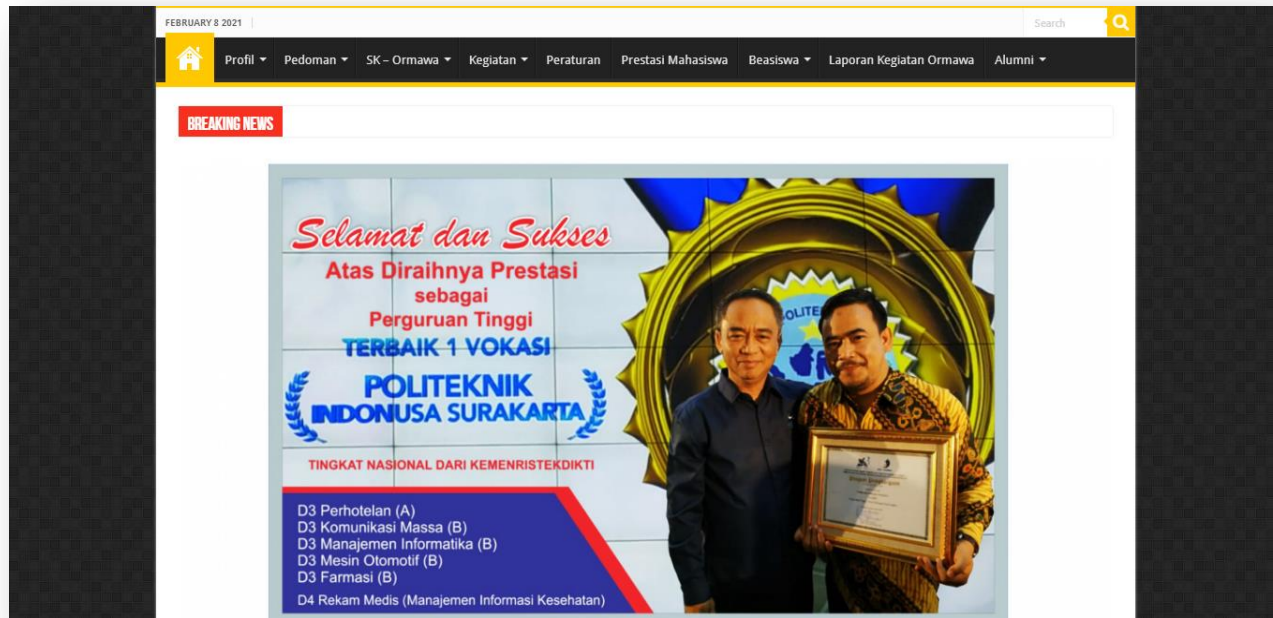 FEBRUARY 8 2021
Search
Profil
Pedoman
SK – Ormawa
Kegiatan
Peraturan
Prestasi Mahasiswa
Beasiswa
Laporan Kegiatan Ormawa
Alumni
BREAKING NEWS
Selamat dan Sukses
Atas Diraihnya Prestasi
sebagai
Perguruan Tinggi
TERBAIK 1 VOKASI
POLITEKNIK
INDONUSA SURAKARTA
TINGKAT NASIONAL DARI KEMENRISTEKDIKTI
D3 Perhotelan (A)
D3 Komunikasi Massa (B)
D3 Manajemen Informatika (B)
D3 Mesin Otomotif (B)
D3 Farmasi (B)
D4 Rekam Medis (Manajemen Informasi Kesehatan)